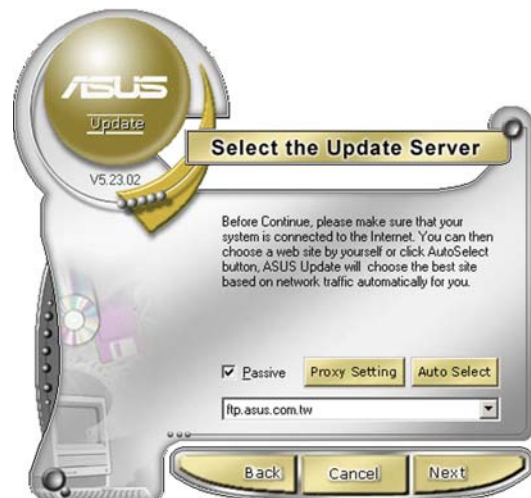 ASUS
Update
V5.23.02
Select the Update Server
Before Continue, please make sure that your
system is connected to the Internet. You can then
choose a web site by yourself or click AutoSelect
button, ASUS Update will choose the best site
based on network traffic automatically for you.
Passive
Proxy Setting
Auto Select
ftp.asus.com.tw
Back
Cancel
Next